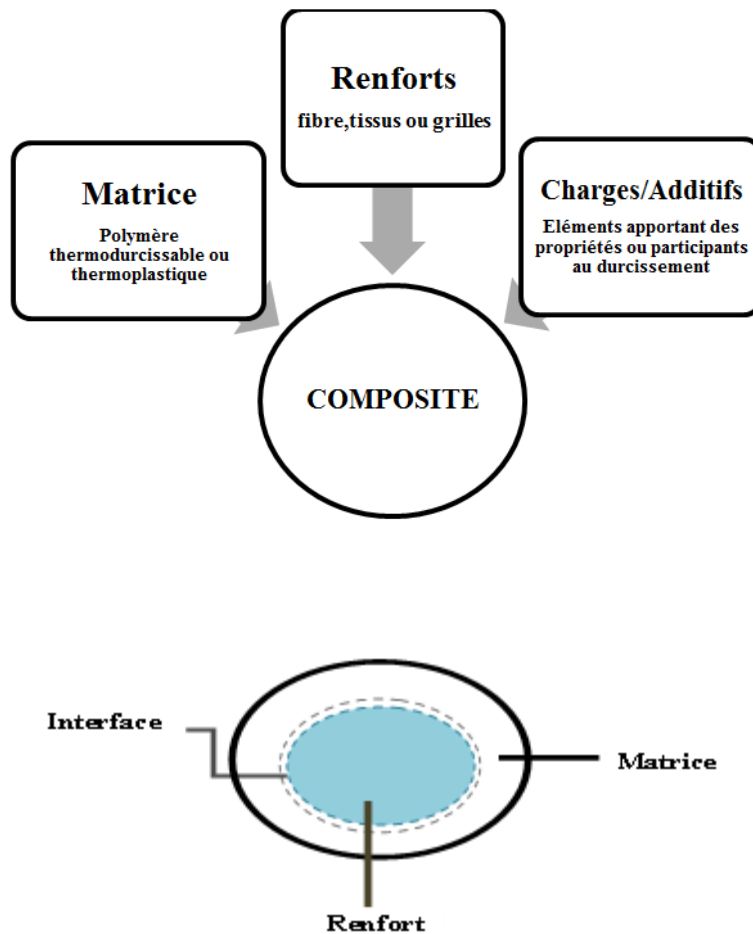 Renforts
fibre,tissus ou grilles
Matrice
Polymère
thermodurcissable ou
thermoplastique
Charges/Additifs
Eléments apportant des
propriétés ou participants
au durcissement
COMPOSITE
Interface
Matrice
Renfort